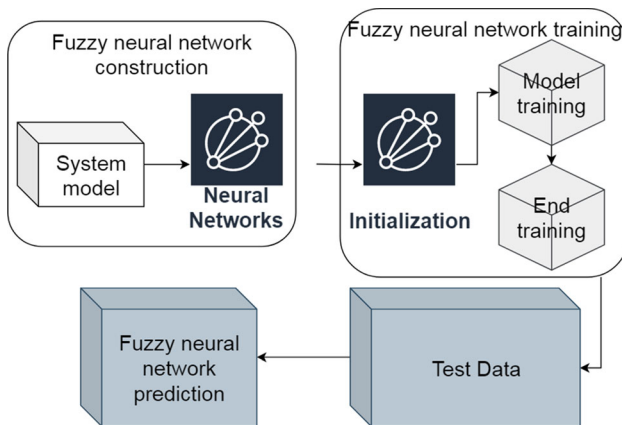 Fuzzy neural network
construction
System
model
Neural
Networks
Fuzzy neural network training
Initialization
Model
training
End
training
Fuzzy neural
network
prediction
Test Data